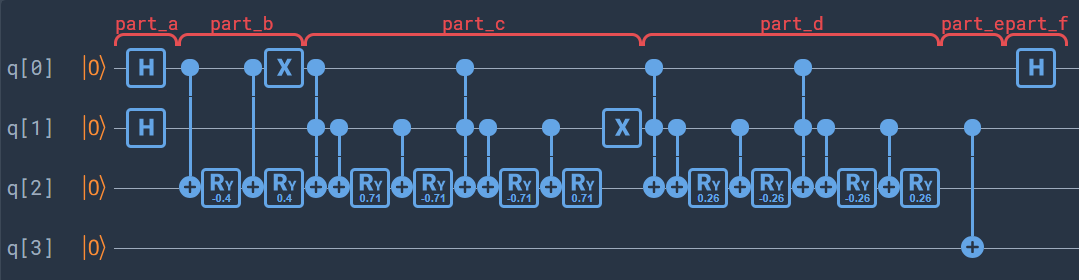 part_a part_b part_c part_d part_e part_f
q[0] |0⟩ H X H
q[1] |0⟩ H X
q[2] |0⟩ RY -0.4 RY 0.4 RY 0.71 RY -0.71 RY -0.71 RY 0.71 RY 0.26 RY -0.26 RY -0.26 RY 0.26
q[3] |0⟩